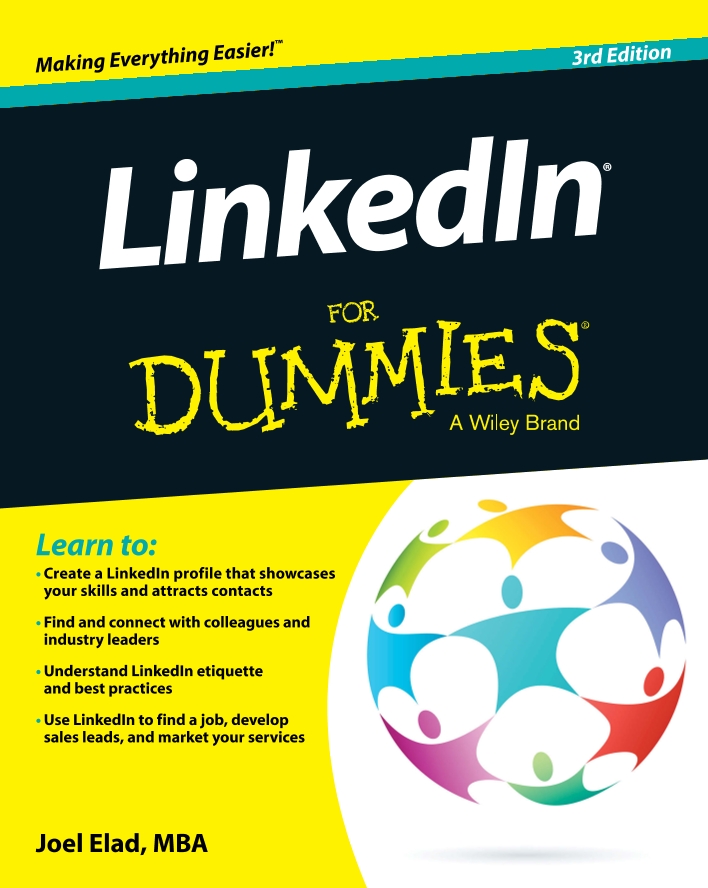 Making Everything Easier!™
3rd Edition
LinkedIn®
FOR
DUMMIES®
A Wiley Brand
Learn to:
• Create a LinkedIn profile that showcases
your skills and attracts contacts
• Find and connect with colleagues and
industry leaders
• Understand LinkedIn etiquette
and best practices
• Use LinkedIn to find a job, develop
sales leads, and market your services
Joel Elad, MBA